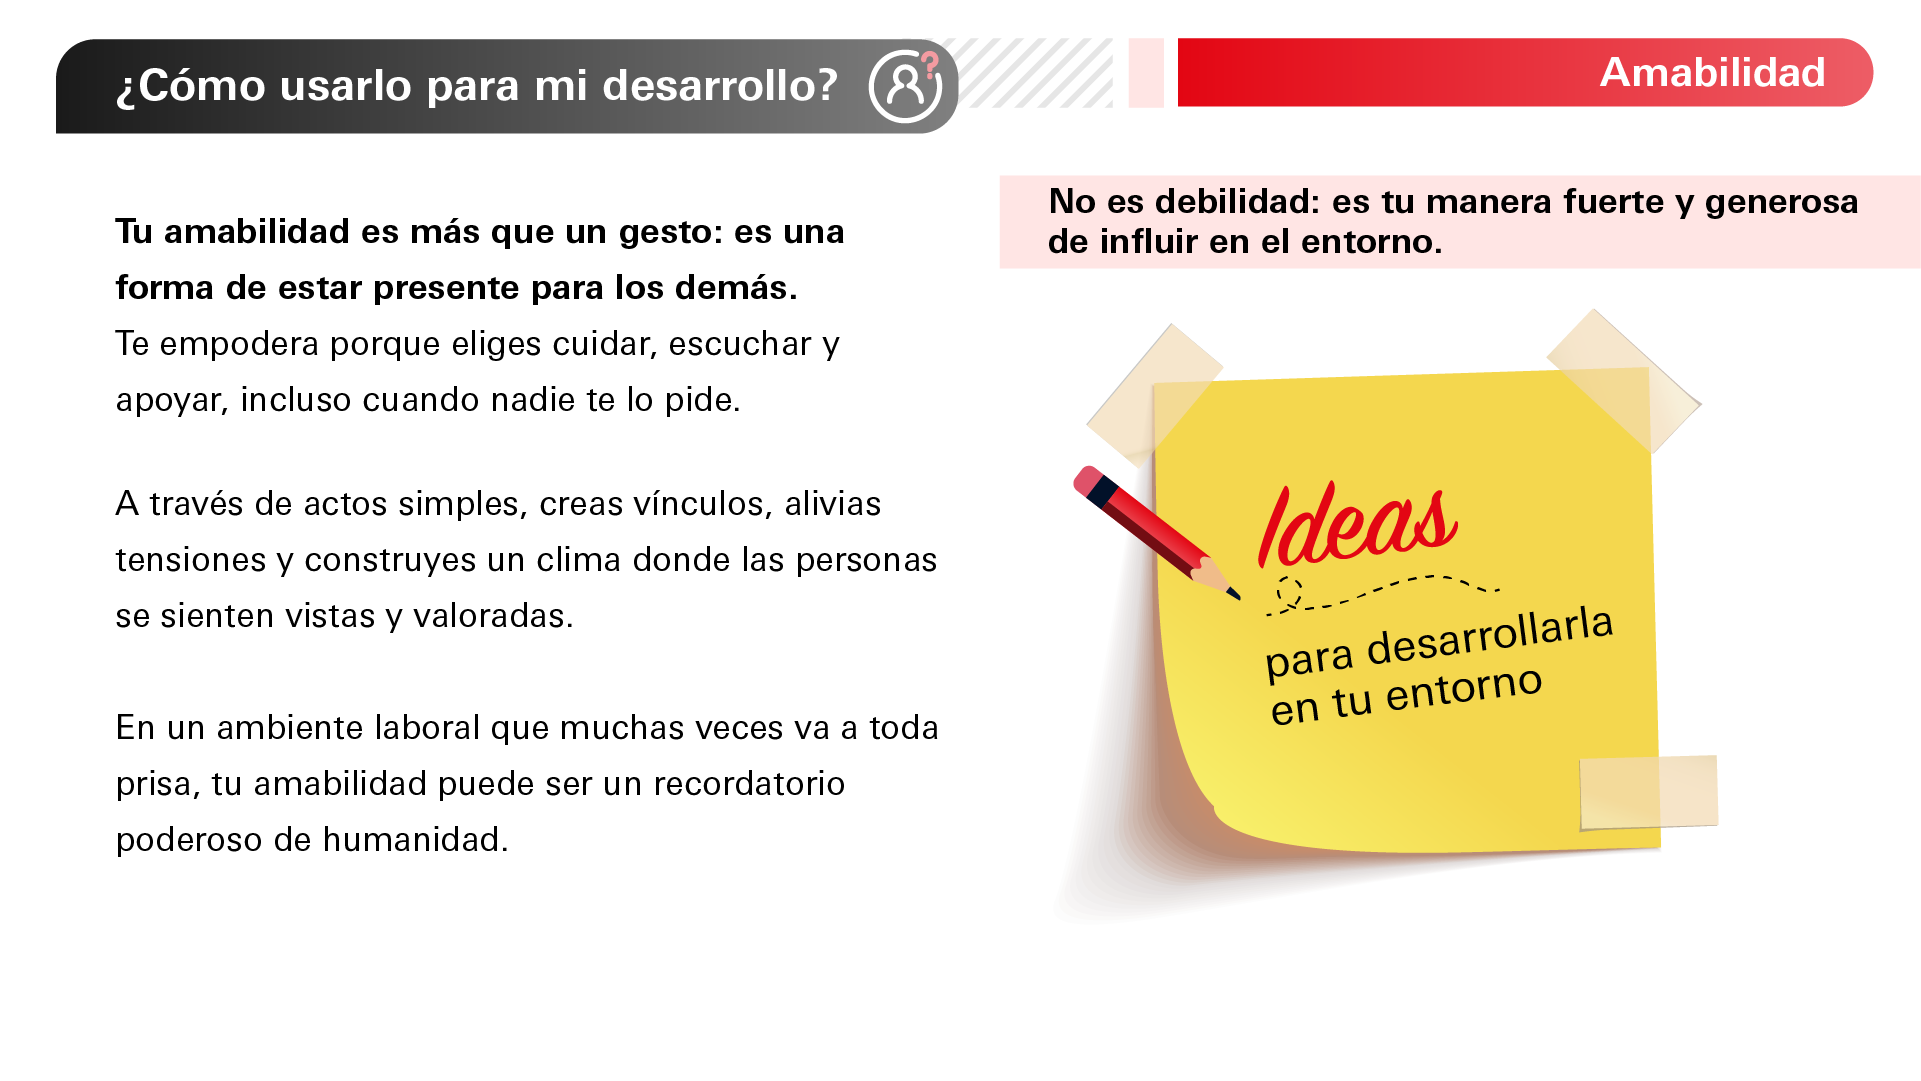 ¿Cómo usarlo para mi desarrollo?
Amabilidad
Tu amabilidad es más que un gesto: es una
forma de estar presente para los demás.
Te empodera porque eliges cuidar, escuchar y
apoyar, incluso cuando nadie te lo pide.
A través de actos simples, creas vínculos, alivias
tensiones y construyes un clima donde las personas
se sienten vistas y valoradas.
En un ambiente laboral que muchas veces va a toda
prisa, tu amabilidad puede ser un recordatorio
poderoso de humanidad.
No es debilidad: es tu manera fuerte y generosa
de influir en el entorno.
Ideas
para desarrollarla
en tu entorno